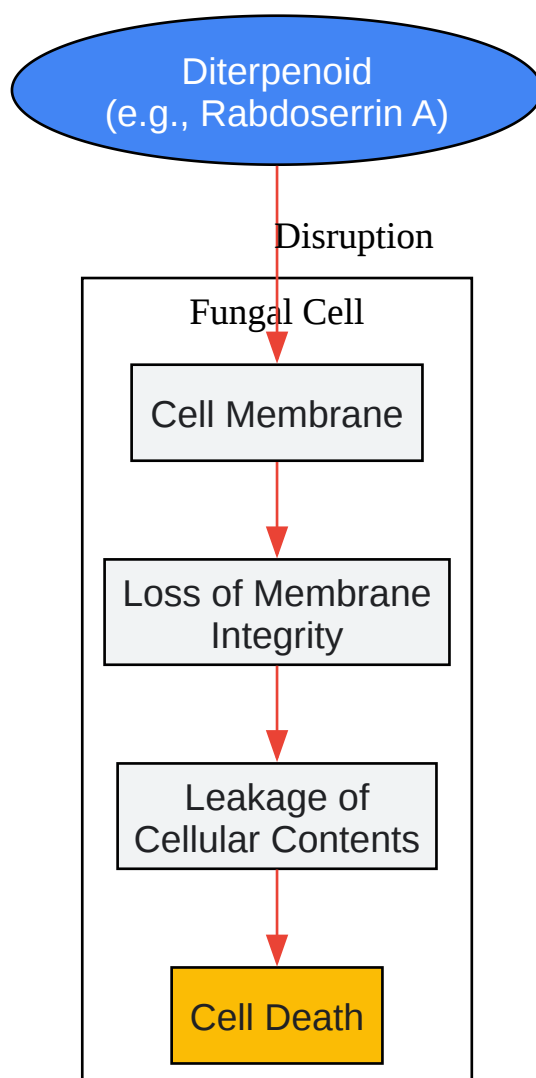 Diterpenoid
(e.g., Rabdoserrin A)
Disruption
Fungal Cell
Cell Membrane
Loss of Membrane
Integrity
Leakage of
Cellular Contents
Cell Death